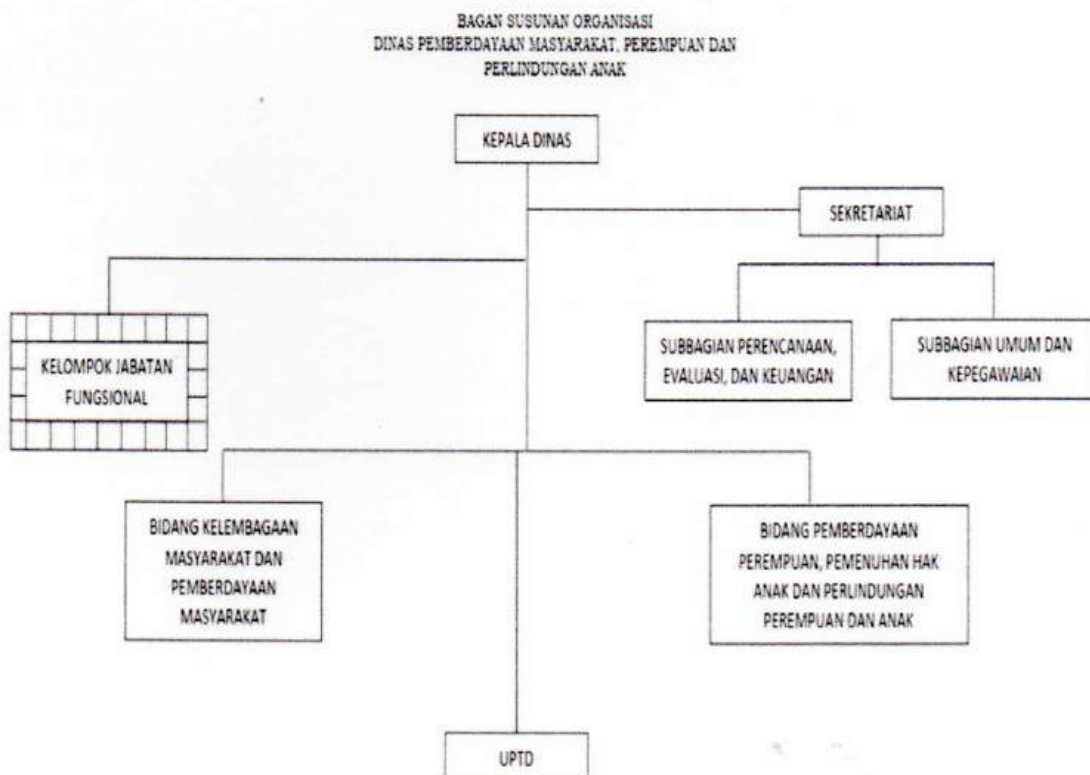 BAGAN SUSUNAN ORGANISASI
DINAS PEMBERDAYAAN MASYARAKAT, PEREMPUAN DAN
PERLINDUNGAN ANAK
KEPALA DINAS
SEKRETARIAT
SUBBAGIAN PERENCANAAN,
EVALUASI, DAN KEUANGAN
SUBBAGIAN UMUM DAN
KEPEGAWAIAN
KELOMPOK JABATAN
FUNGSIONAL
BIDANG KELEMBAGAAN
MASYARAKAT DAN
PEMBERDAYAAN
MASYARAKAT
BIDANG PEMBERDAYAAN
PEREMPUAN, PEMENUHAN HAK
ANAK DAN PERLINDUNGAN
PEREMPUAN DAN ANAK
UPTD